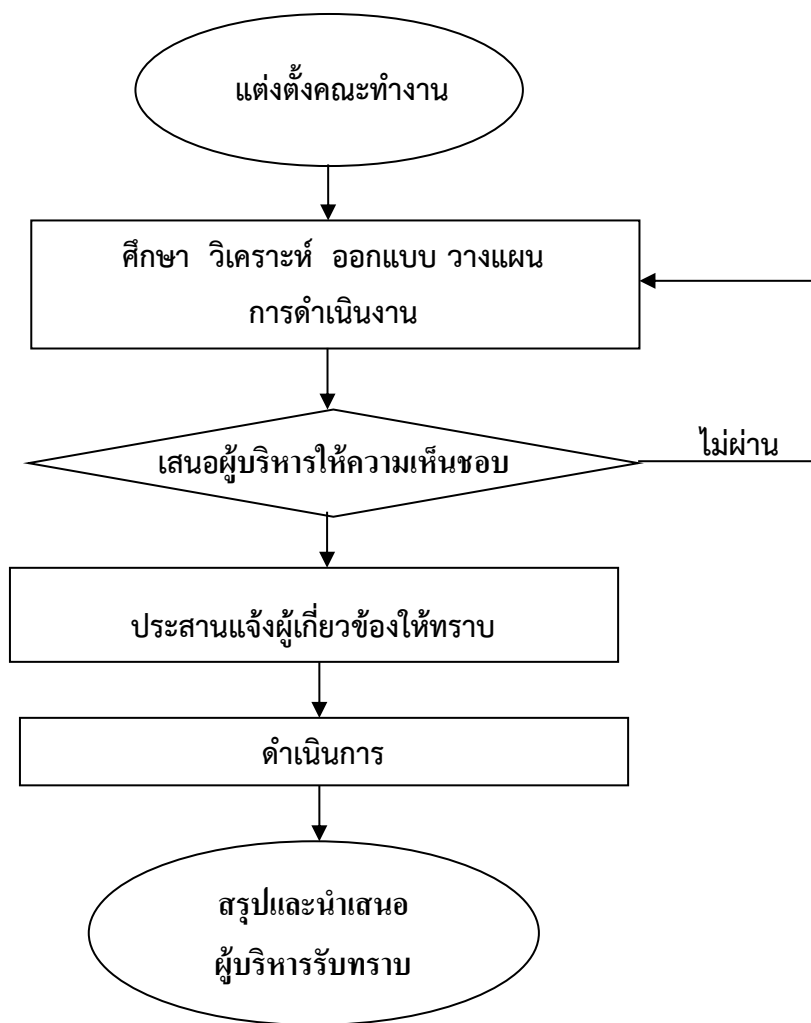 แต่งตั้งคณะทำงาน
ศึกษา วิเคราะห์ ออกแบบ วางแผน
การดำเนินงาน
เสนอผู้บริหารให้ความเห็นชอบ
ไม่ผ่าน
ประสานแจ้งผู้เกี่ยวข้องให้ทราบ
ดำเนินการ
สรุปและนำเสนอ
ผู้บริหารรับทราบ